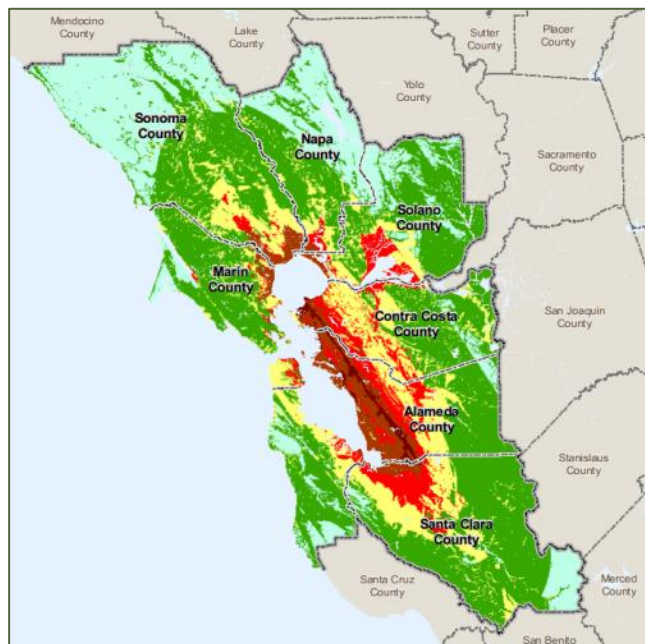 Mendocino
County
Lake
County
Sutter
County
Placer
County
Yolo
County
Sonoma
County
Napa
County
Sacramento
County
Solano
County
Marin
County
Contra Costa
County
San Joaquin
County
Alameda
County
Stanislaus
County
Santa Clara
County
Santa Cruz
County
Merced
County
San Benito